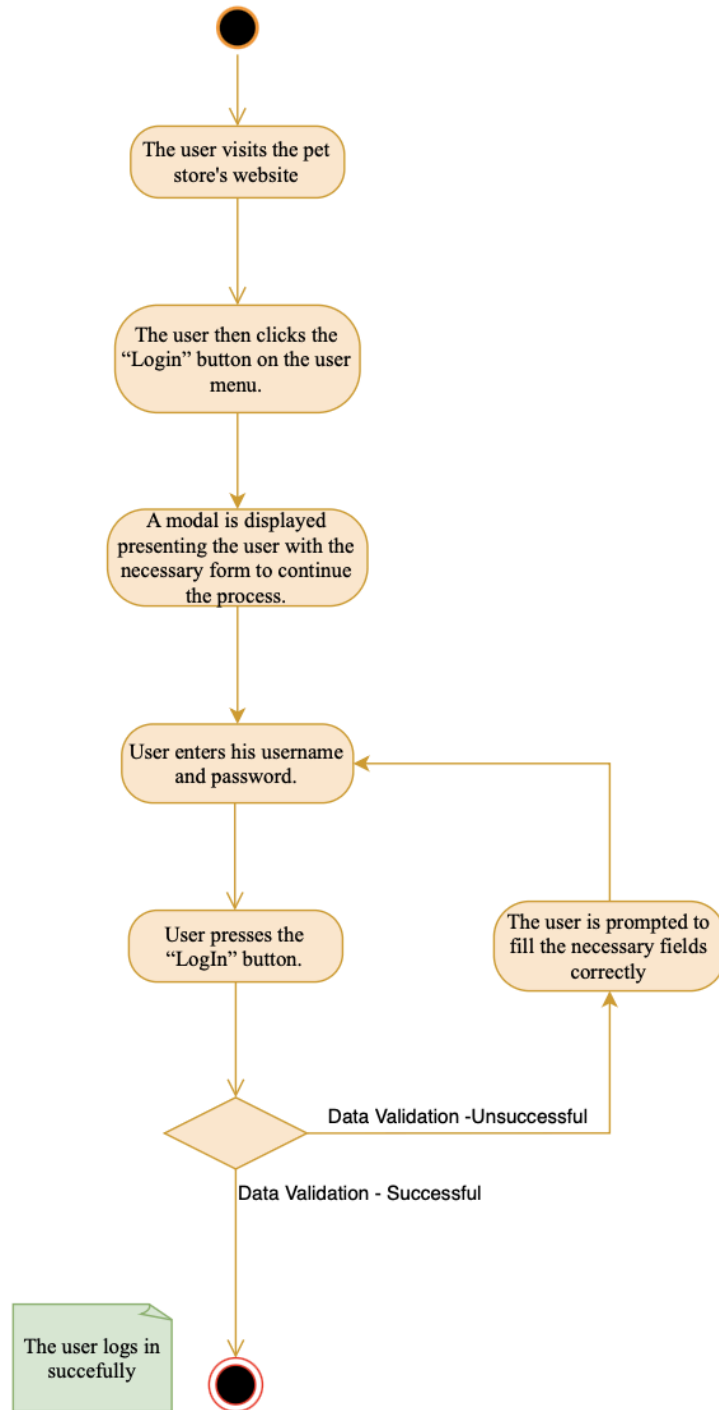 The user visits the pet
store's website
The user then clicks the
“Login” button on the user
menu.
A modal is displayed
presenting the user with the
necessary form to continue
the process.
User enters his username
and password.
User presses the
“LogIn” button.
The user is prompted to
fill the necessary fields
correctly
Data Validation -Unsuccessful
Data Validation - Successful
The user logs in
succefully